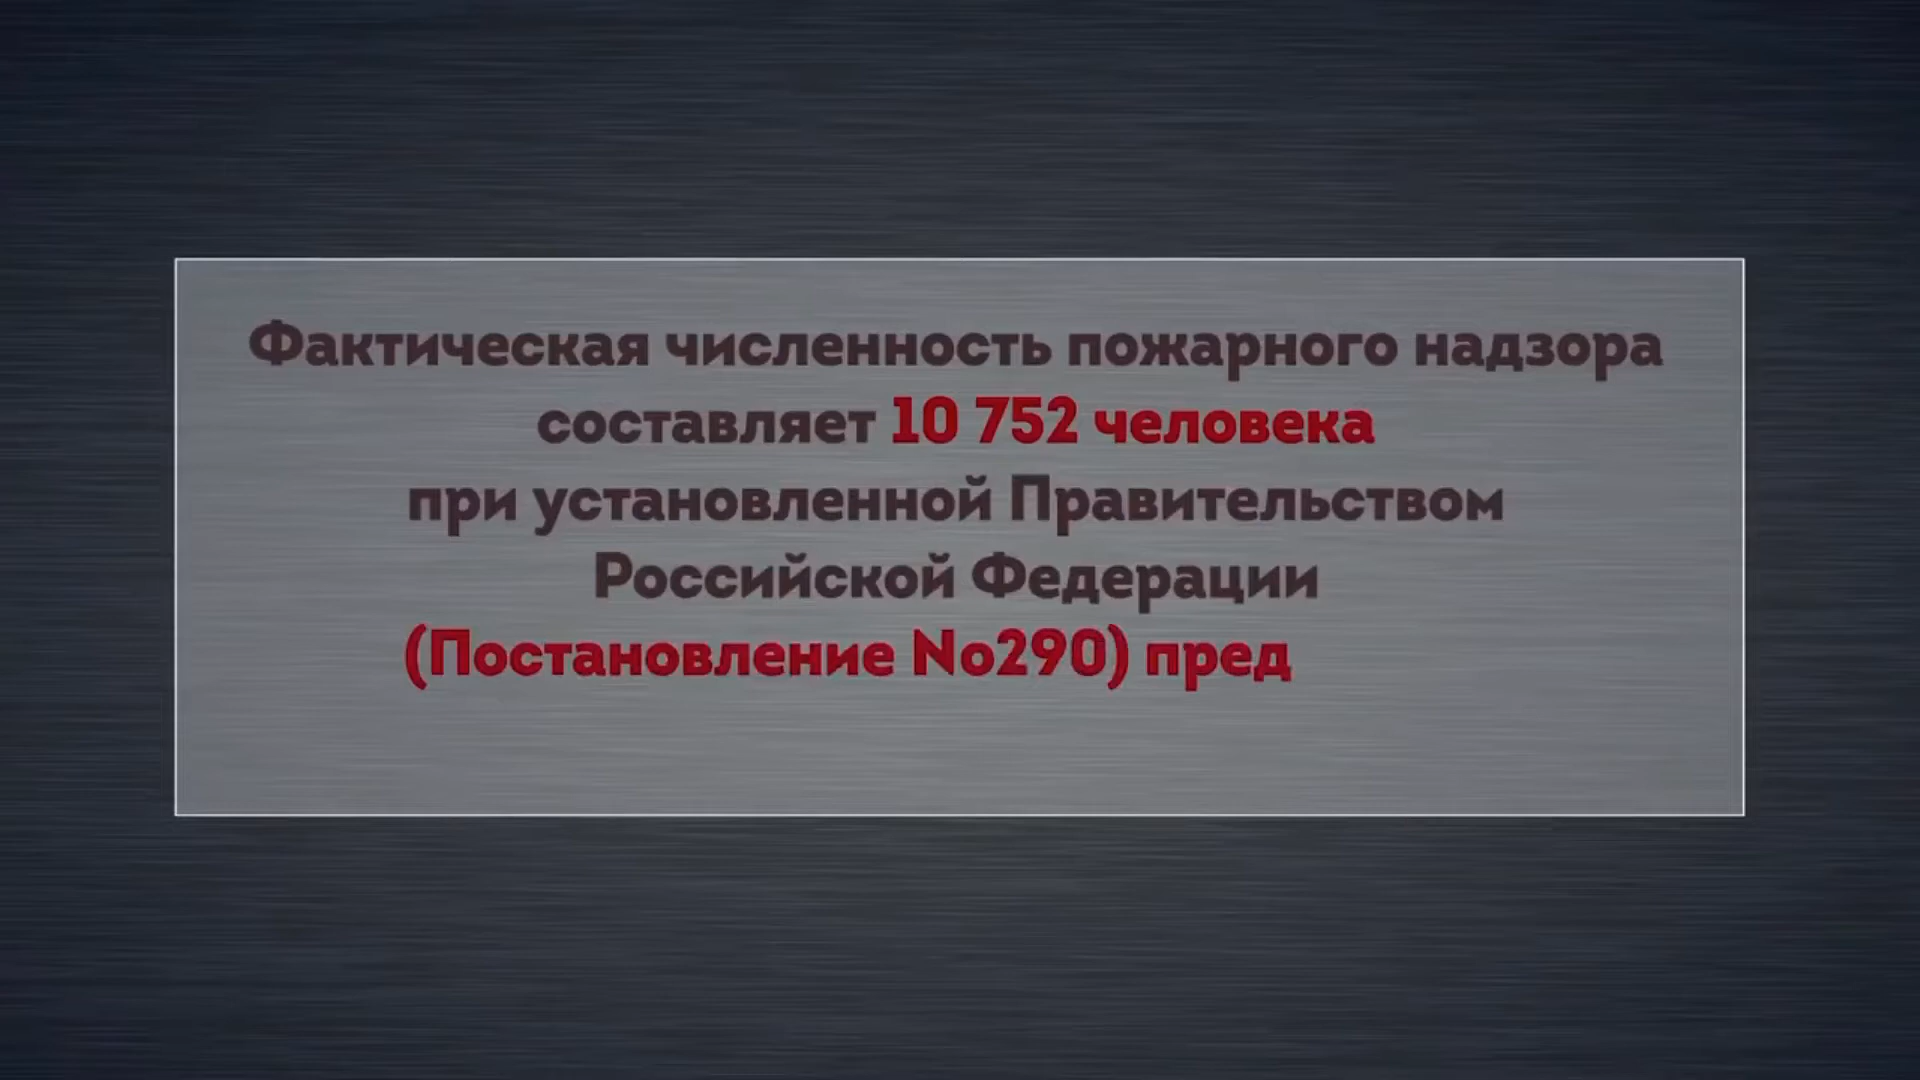 Фактическая численность пожарного надзора
составляет 10 752 человека
при установленной Правительством
Российской Федерации
(Постановление No290) пред